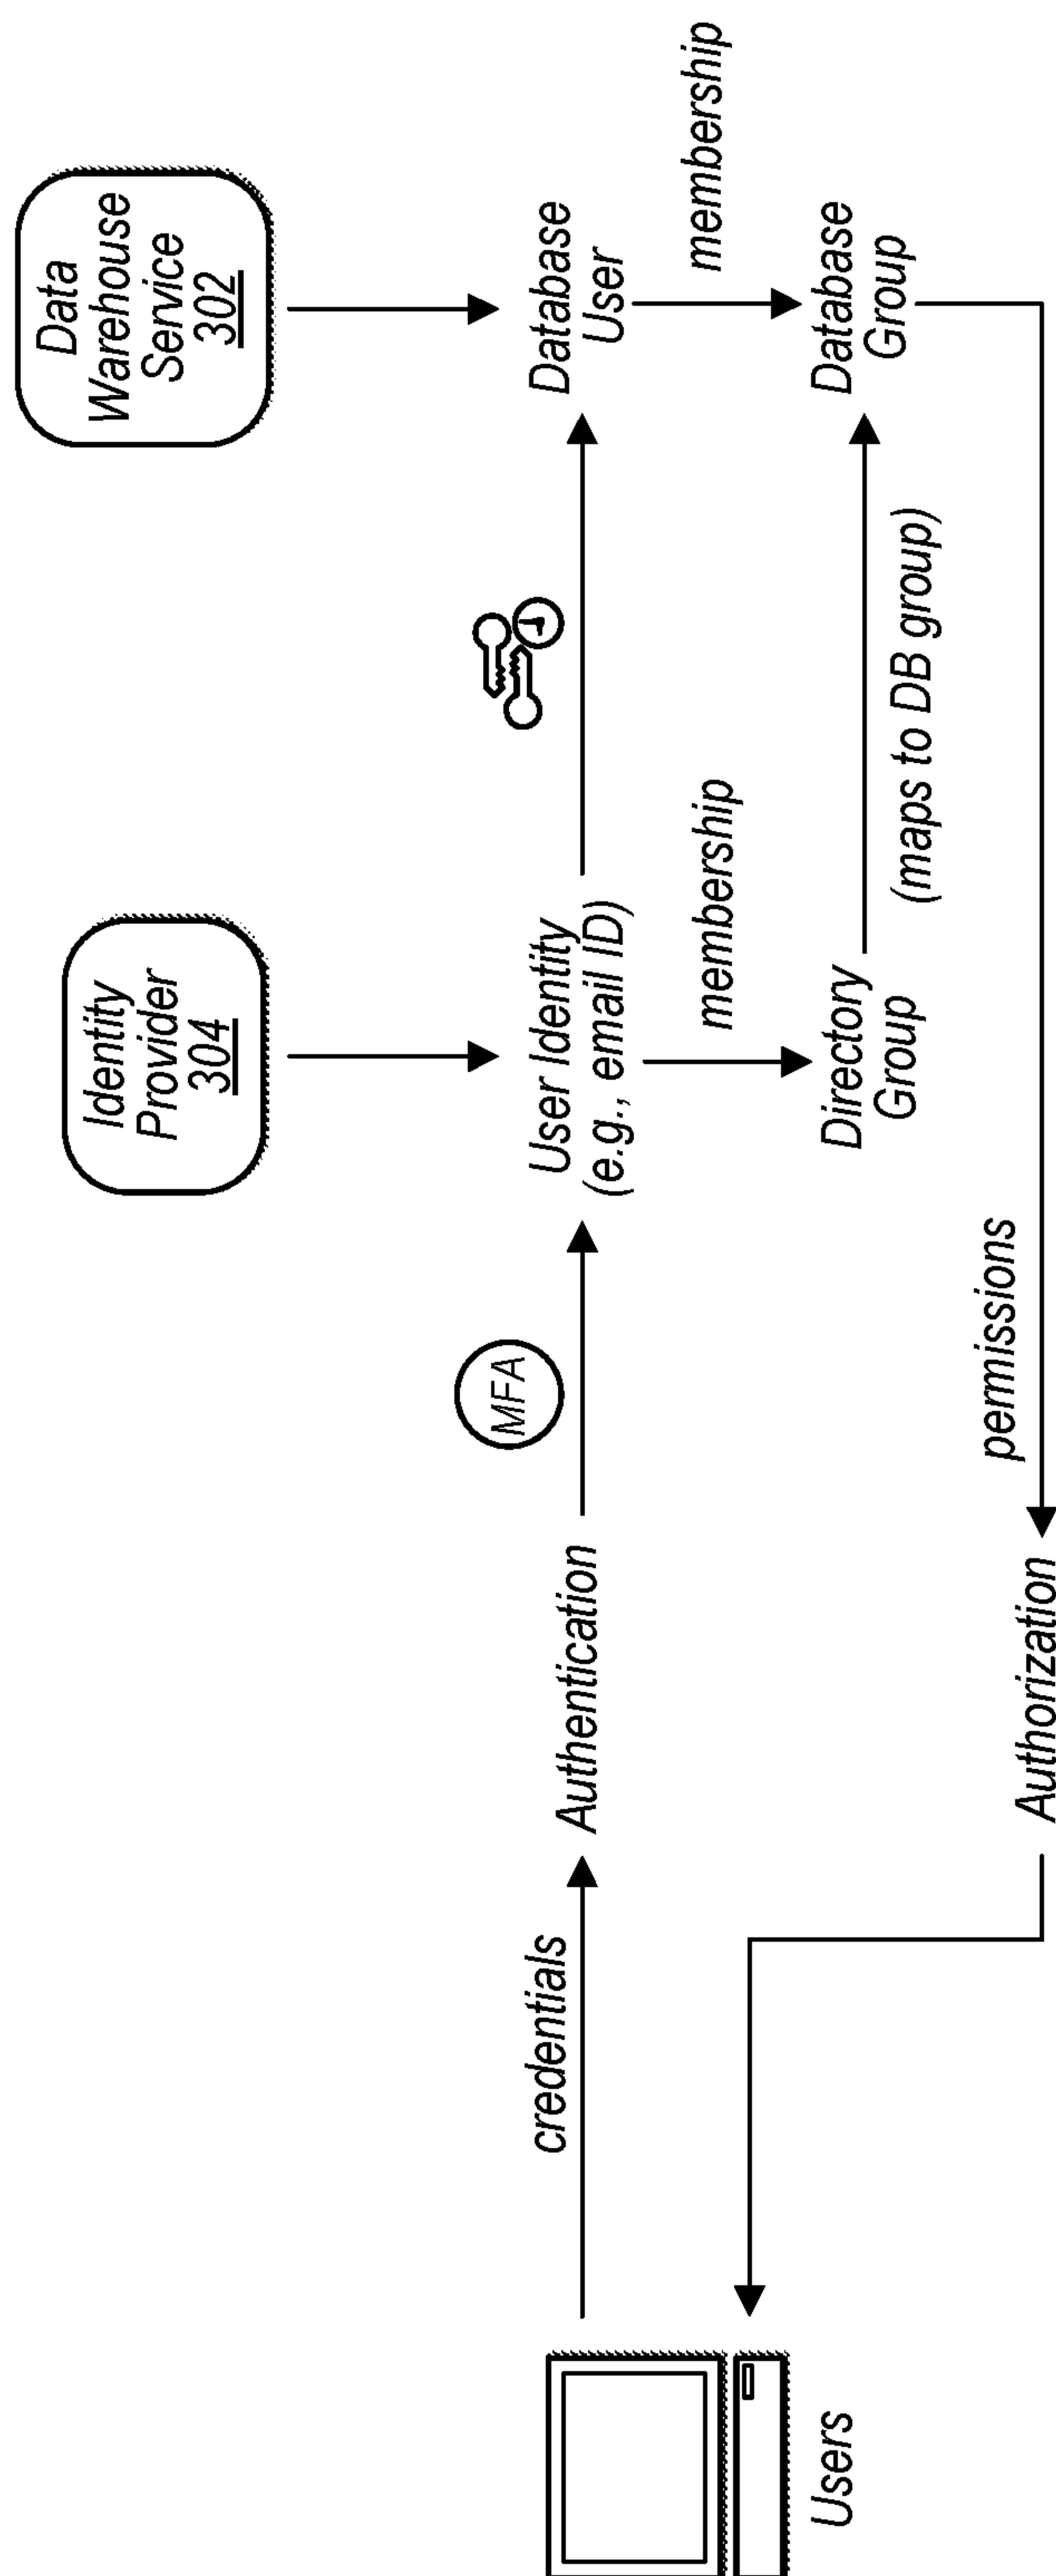 Identity
Provider
304
Data
Warehouse
Service
302
credentials
Authentication
MFA
User Identity
(e.g., email ID)
Database
User
membership
membership
Users
Directory
Group
(maps to DB group)
Database
Group
permissions
Authorization